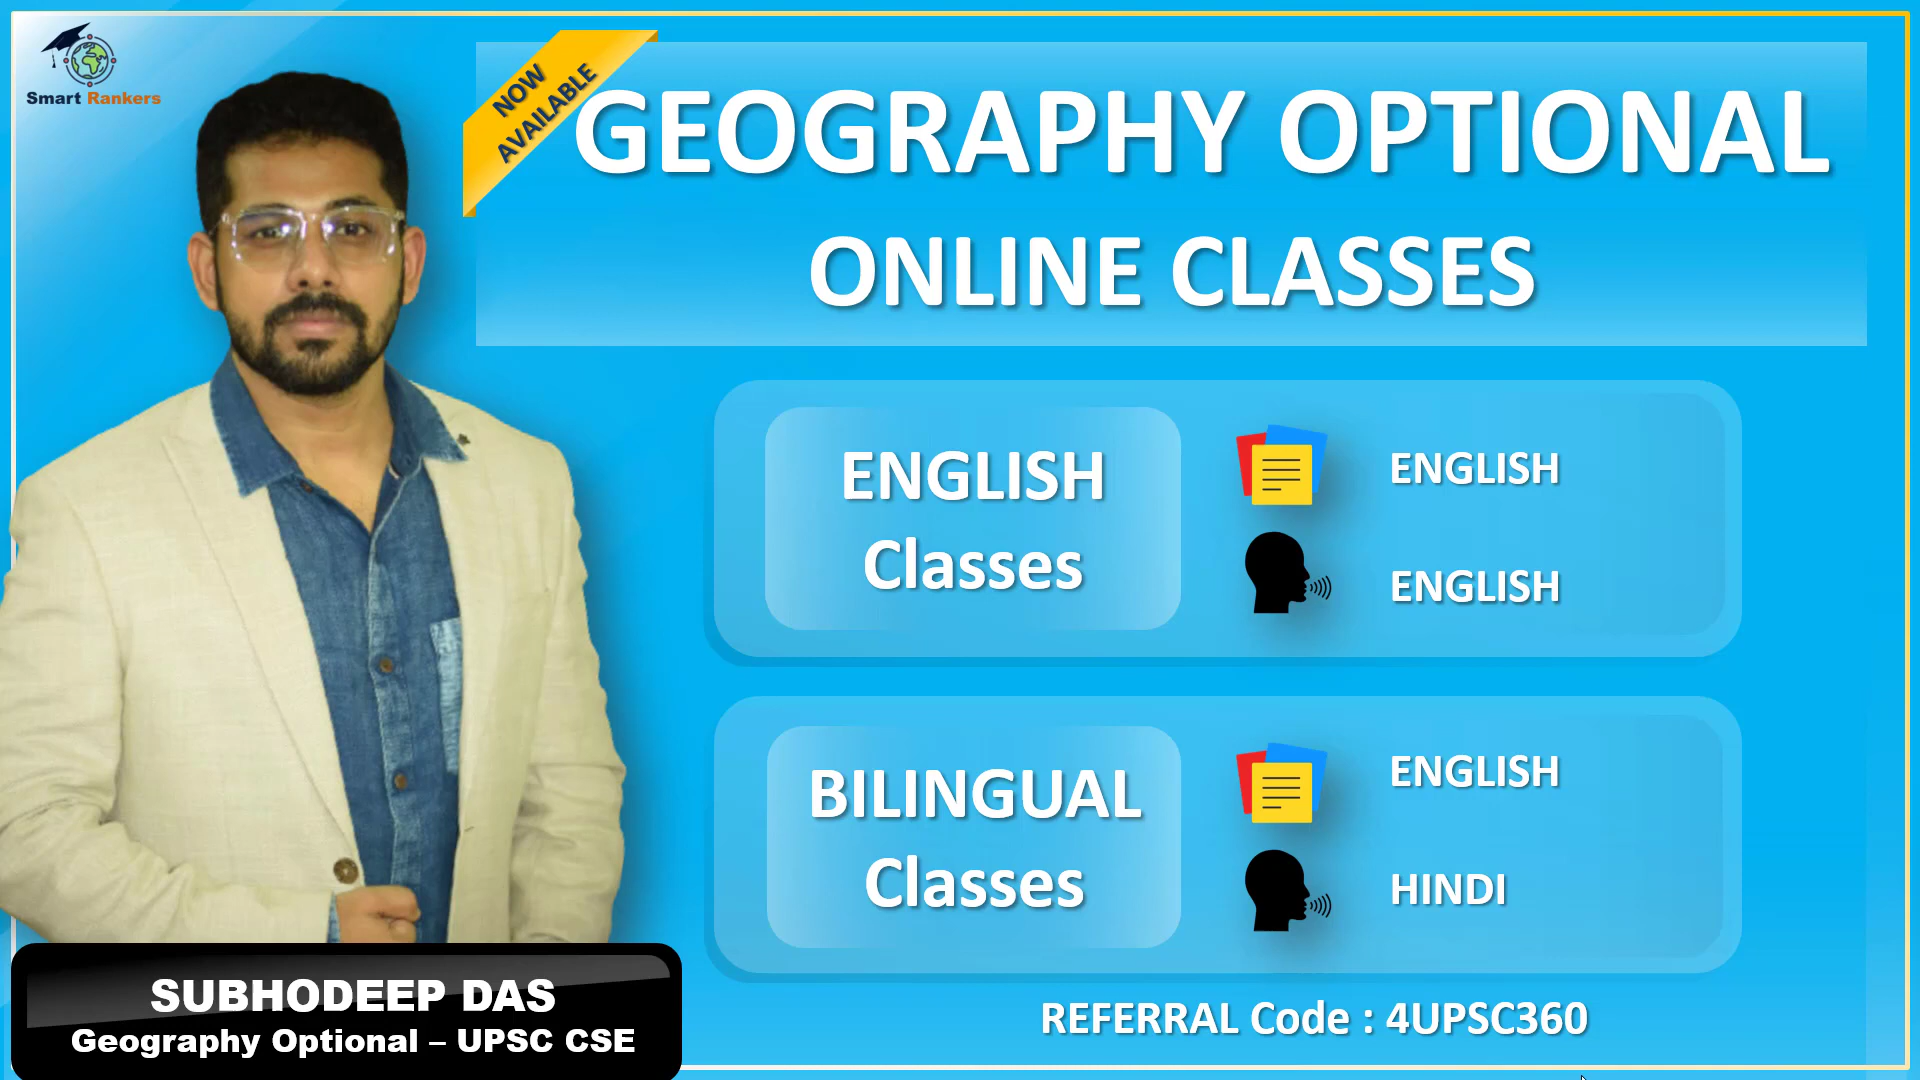 Smart Rankers
NOW
AVAILABLE
GEOGRAPHY OPTIONAL
ONLINE CLASSES
ENGLISH
Classes
ENGLISH
ENGLISH
BILINGUAL
Classes
ENGLISH
HINDI
SUBHODEEP DAS
Geography Optional – UPSC CSE
REFERRAL Code : 4UPSC360